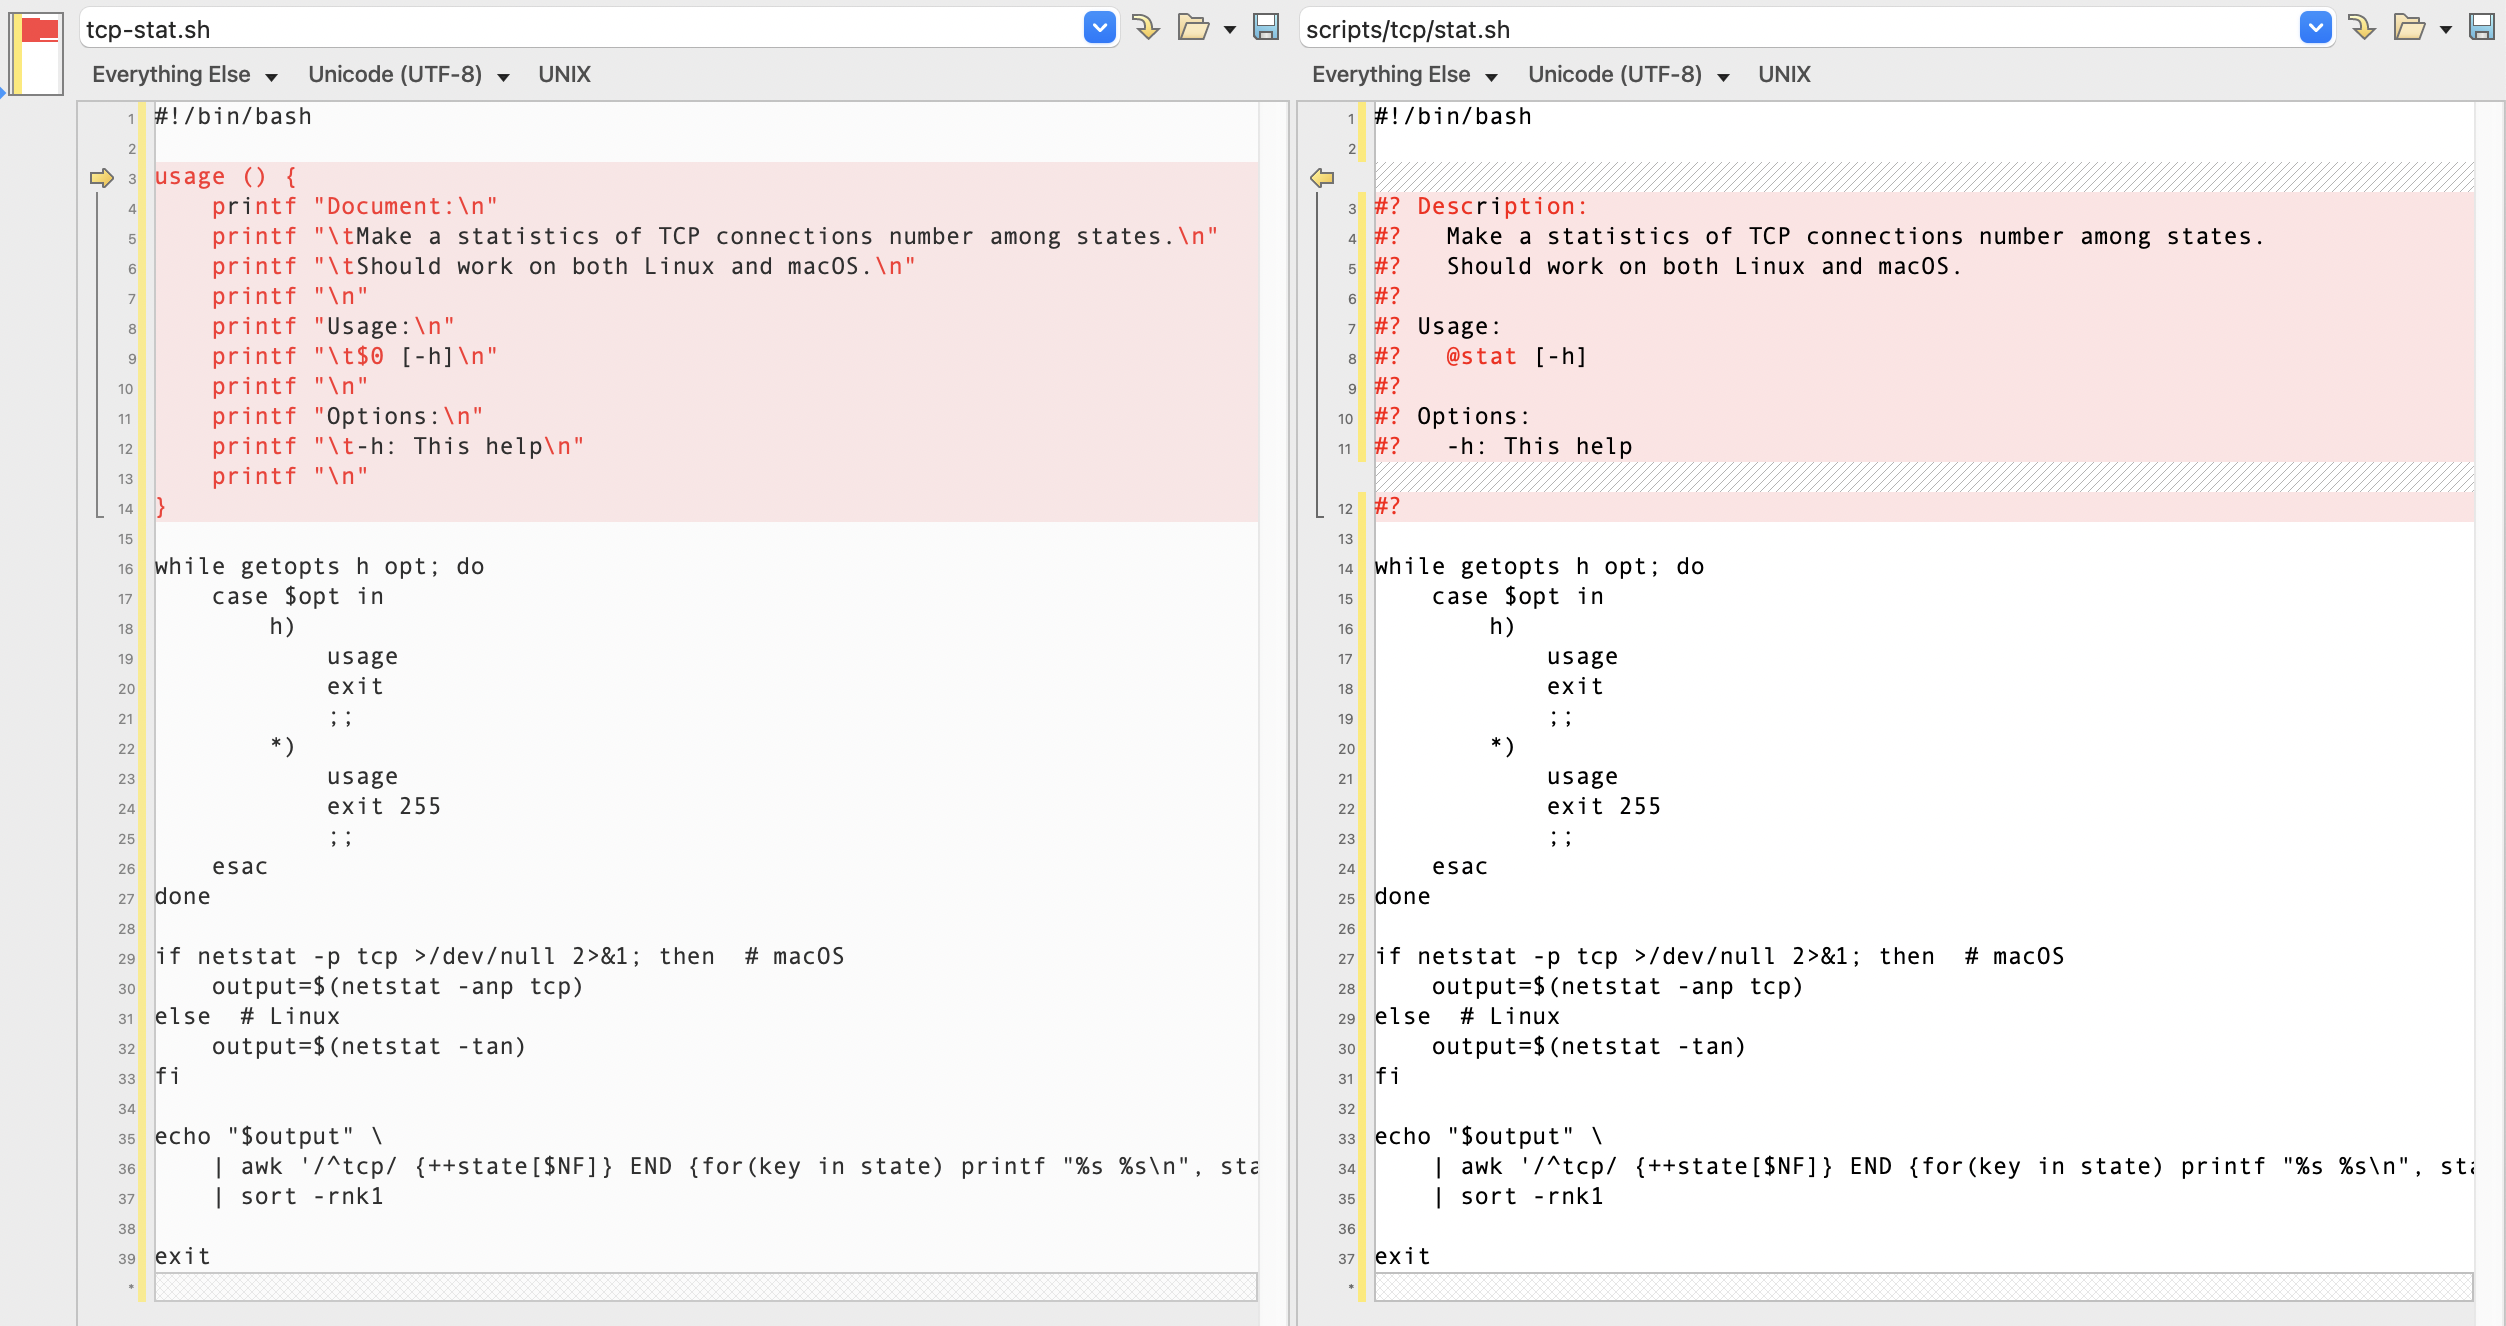 tcp-stat.sh
Everything Else Unicode (UTF-8) UNIX
1 #!/bin/bash
2
3 usage () {
4     printf "Document:\n"
5     printf "\tMake a statistics of TCP connections number among states.\n"
6     printf "\tShould work on both Linux and macOS.\n"
7     printf "\n"
8     printf "Usage:\n"
9     printf "\t$0 [-h]\n"
10     printf "\n"
11     printf "Options:\n"
12     printf "\t-h: This help\n"
13     printf "\n"
14 }
15
16 while getopts h opt; do
17     case $opt in
18         h)
19             usage
20             exit
21             ;;
22         *)
23             usage
24             exit 255
25             ;;
26     esac
27 done
28
29 if netstat -p tcp >/dev/null 2>&1; then  # macOS
30     output=$(netstat -anp tcp)
31 else  # Linux
32     output=$(netstat -tan)
33 fi
34
35 echo "$output" \
36     | awk '/^tcp/ {++state[$NF]} END {for(key in state) printf "%s %s\n", sta
37     | sort -rnk1
38
39 exit
*
scripts/tcp/stat.sh
Everything Else Unicode (UTF-8) UNIX
1 #!/bin/bash
2
3 #? Description:
4 #?   Make a statistics of TCP connections number among states.
5 #?   Should work on both Linux and macOS.
6 #?
7 #? Usage:
8 #?   @stat [-h]
9 #?
10 #? Options:
11 #?   -h: This help
12 #?
13
14 while getopts h opt; do
15     case $opt in
16         h)
17             usage
18             exit
19             ;;
20         *)
21             usage
22             exit 255
23             ;;
24     esac
25 done
26
27 if netstat -p tcp >/dev/null 2>&1; then  # macOS
28     output=$(netstat -anp tcp)
29 else  # Linux
30     output=$(netstat -tan)
31 fi
32
33 echo "$output" \
34     | awk '/^tcp/ {++state[$NF]} END {for(key in state) printf "%s %s\n", sta
35     | sort -rnk1
36
37 exit
*